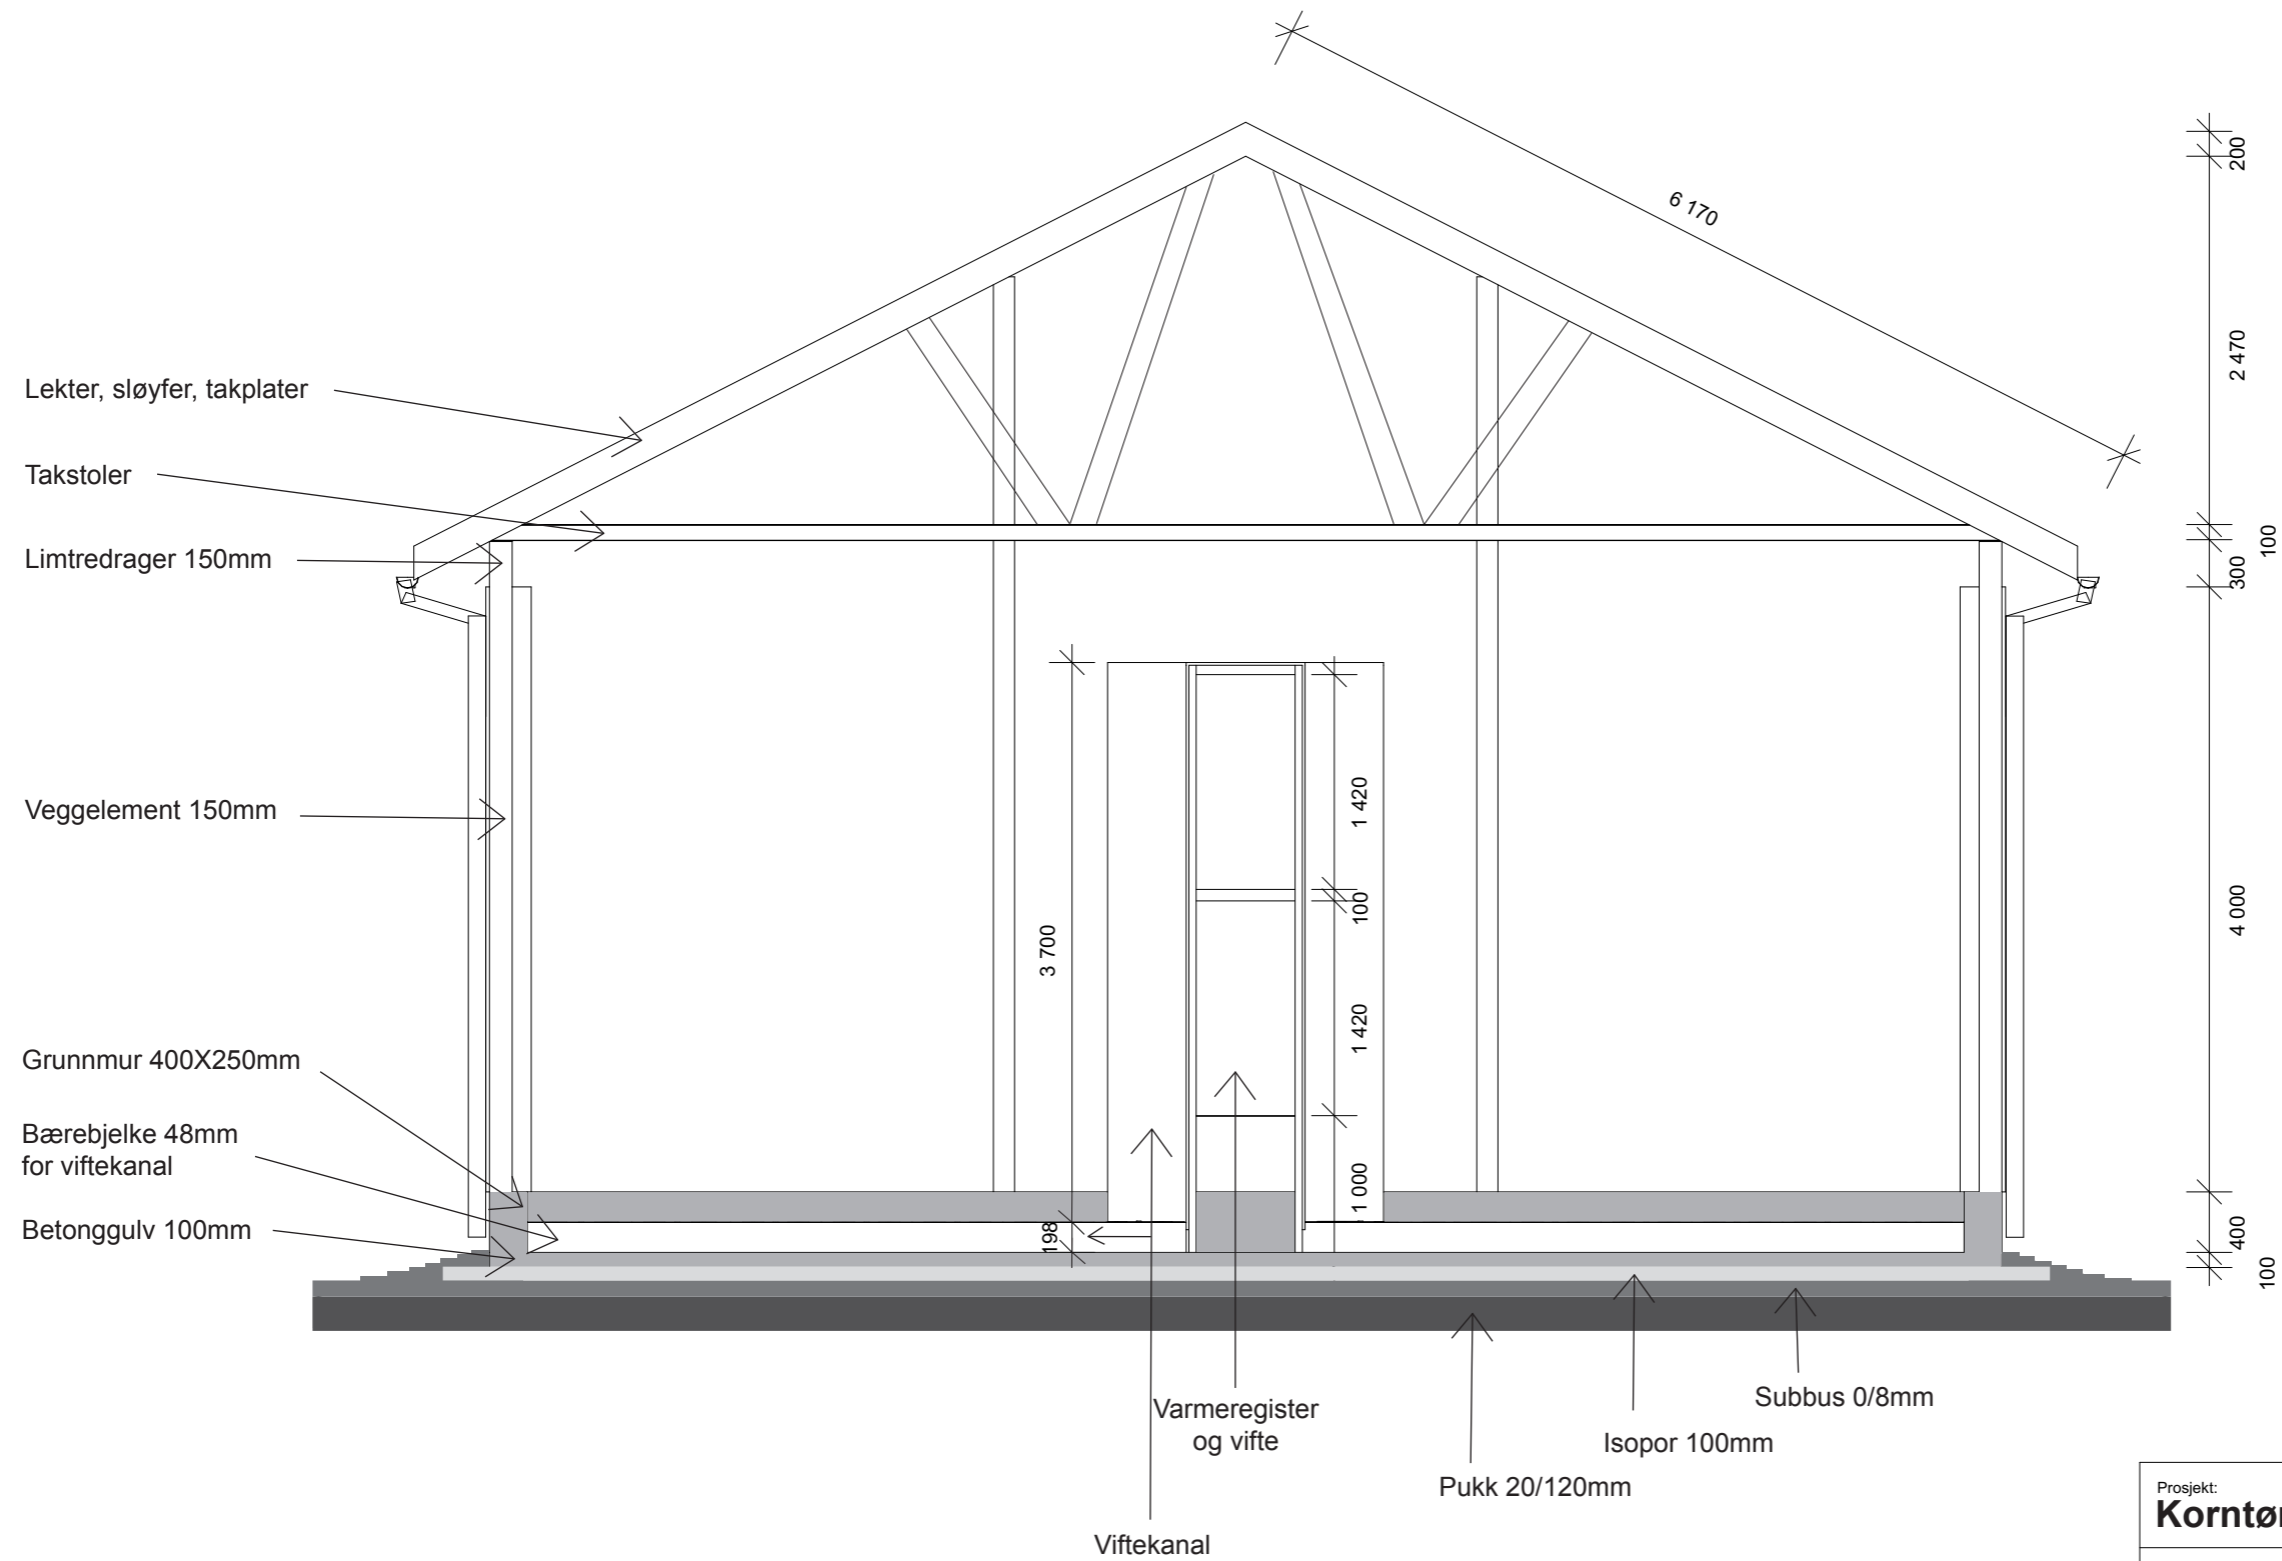 6 170
200
2 470
100
300
4 000
400
100
Lekter, sløyfer, takplater
Takstoler
Limtredrager 150mm
Veggelement 150mm
Grunnmur 400X250mm
Bærebjelke 48mm
for viftekanal
Betonggulv 100mm
3 700
198
1 420
100
1 420
1 000
Varmeregister
og vifte
Viftekanal
Subbus 0/8mm
Isopor 100mm
Pukk 20/120mm
Prosjekt: